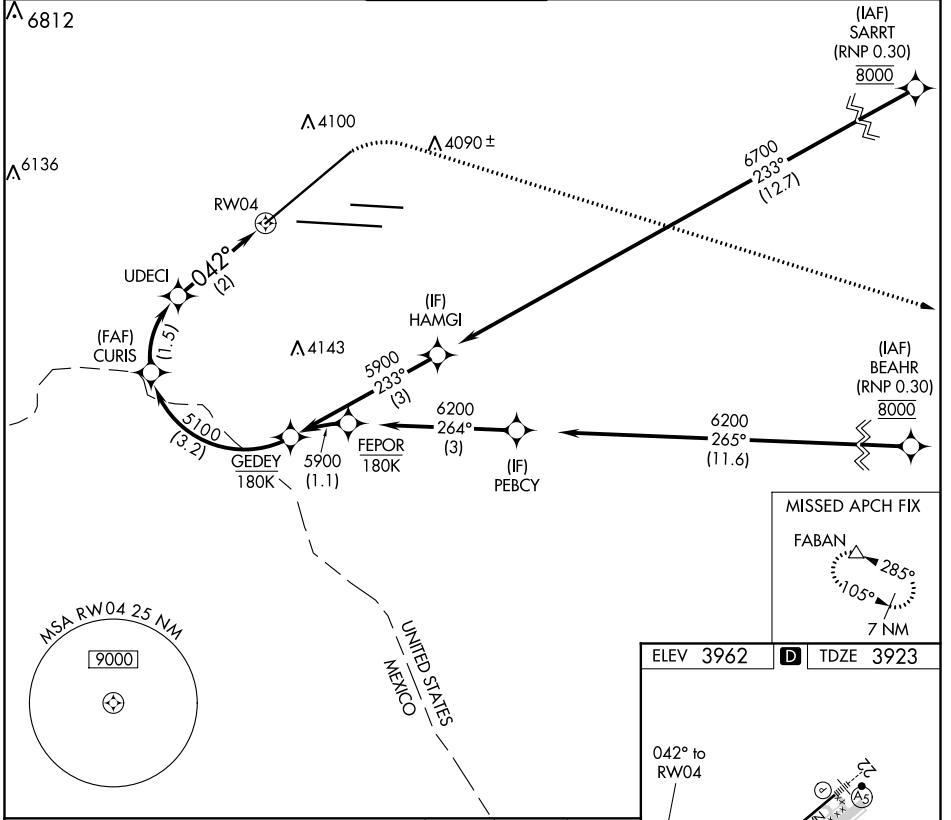 6812
(IAF)
SARRT
(RNP 0.30)
8000
4100
4090 ±
6136
6700
233°
(12.7)
RW04
UDECI
042°
(2)
(IF)
HAMGI
(FAF)
CURIS
(1.5)
4143
5900
233°
(3)
(IAF)
BEAHR
(RNP 0.30)
8000
5100
(3.2)
6200
264°
(3)
6200
265°
(11.6)
GEDEY
180K
5900
(1.1)
FEPOR
180K
(IF)
PEBCY
MISSED APCH FIX
FABAN
285°
105°
7 NM
MSA RW04 25 NM
9000
UNITED STATES
MEXICO
ELEV 3962
D
TDZE 3923
042° to
RW04
22
P
A5